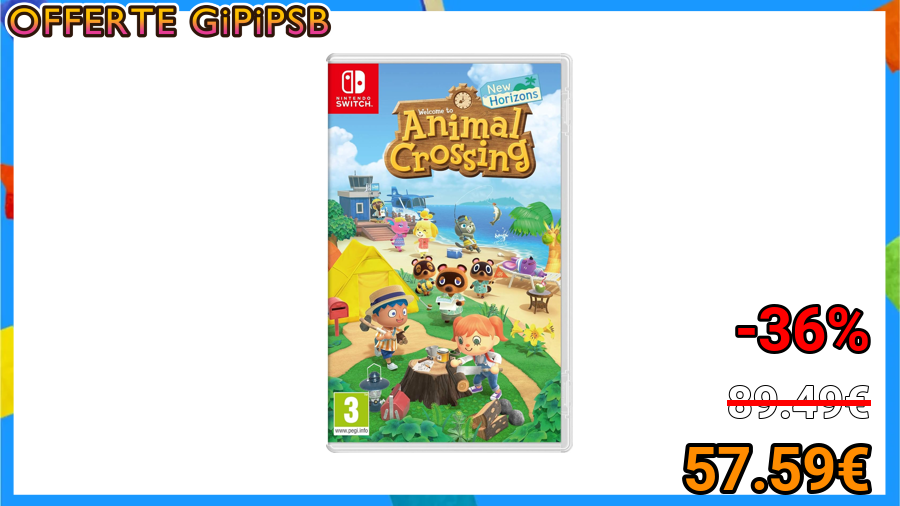 OFFERTE GiPiPSB
NINTENDO
SWITCH.
New
Horizons
Welcome to
Animal
Crossing
3
www.pegi.info
-36%
89.49€
57.59€